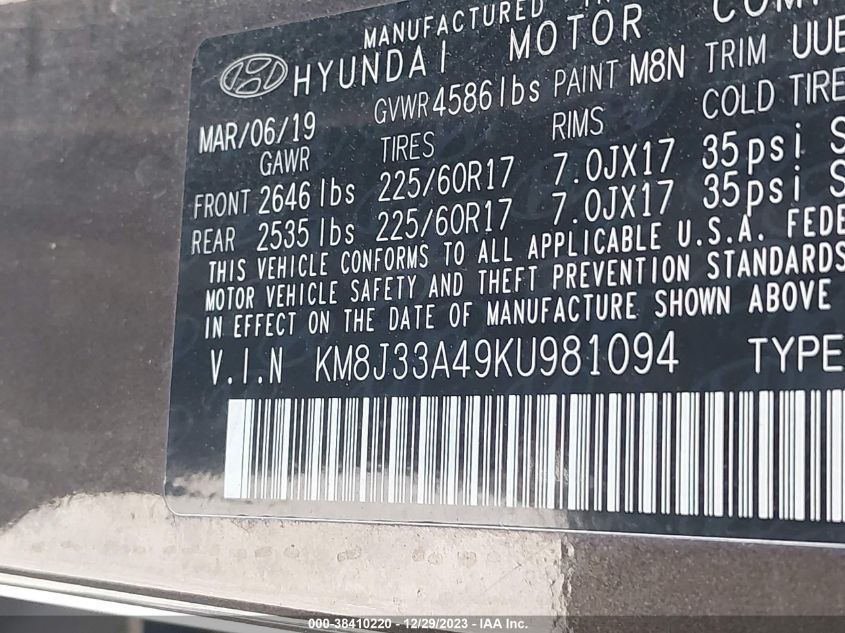 MANUFACTURED
HYUNDAI MOTOR
MAR/06/19 GVWR 4586 lbs PAINT M8N TRIM UUE
GAWR TIRES RIMS COLD TIRE
FRONT 2646 lbs 225/60R17 7.0JX17 35psi S
REAR 2535 lbs 225/60R17 7.0JX17 35psi S
THIS VEHICLE CONFORMS TO ALL APPLICABLE U.S.A. FEDE
MOTOR VEHICLE SAFETY AND THEFT PREVENTION STANDARDS
IN EFFECT ON THE DATE OF MANUFACTURE SHOWN ABOVE
V.I.N KM8J33A49KU981094 TYPE
000-38410220 - 12/29/2023 - IAA Inc.